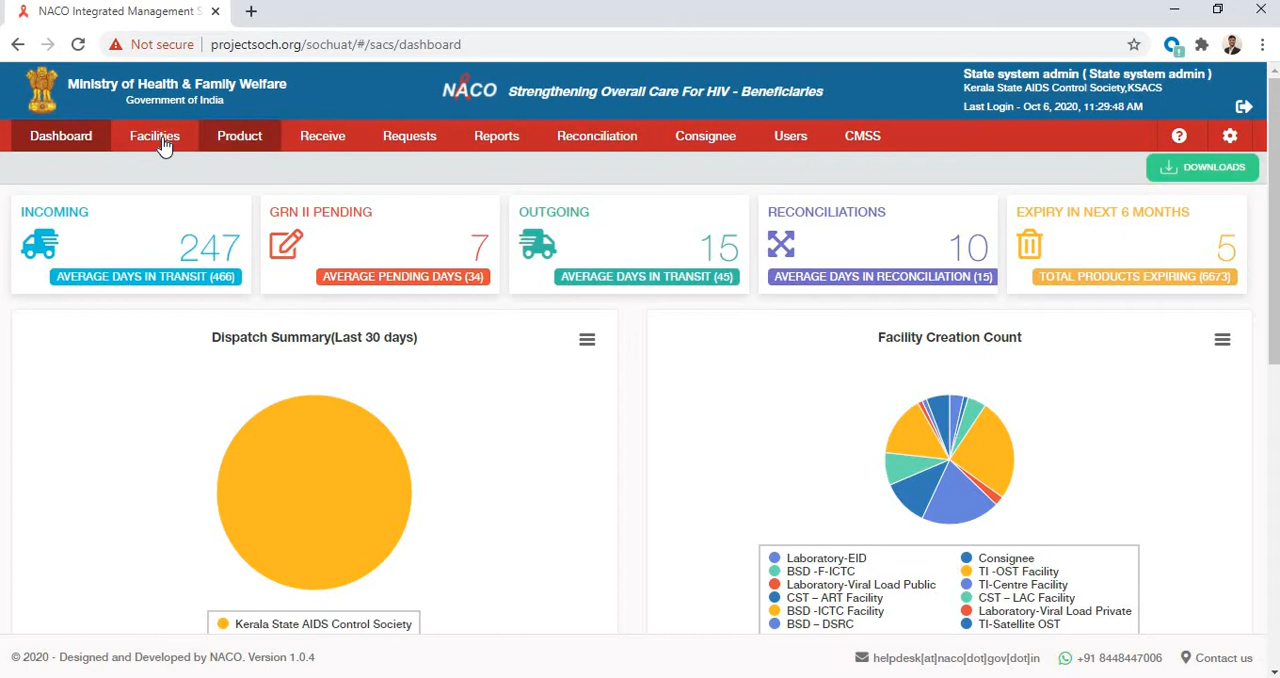 NACO Integrated Management S
Not secure
projectsoch.org/sochuat/#/sacs/dashboard
Ministry of Health & Family Welfare
Government of India
NACO
Strengthening Overall Care For HIV - Beneficiaries
State system admin ( State system admin )
Kerala State AIDS Control Society,KSACS
Last Login - Oct 6, 2020, 11:29:48 AM
Dashboard
Facilities
Product
Receive
Requests
Reports
Reconciliation
Consignee
Users
CMSS
DOWNLOADS
INCOMING
247
AVERAGE DAYS IN TRANSIT (466)
GRN II PENDING
7
AVERAGE PENDING DAYS (34)
OUTGOING
15
AVERAGE DAYS IN TRANSIT (45)
RECONCILIATIONS
10
AVERAGE DAYS IN RECONCILIATION (15)
EXPIRY IN NEXT 6 MONTHS
5
TOTAL PRODUCTS EXPIRING (6673)
Dispatch Summary(Last 30 days)
Kerala State AIDS Control Society
Facility Creation Count
Laboratory-EID
Consignee
BSD -F-ICTC
TI -OST Facility
Laboratory-Viral Load Public
TI-Centre Facility
CST – ART Facility
CST – LAC Facility
BSD -ICTC Facility
Laboratory-Viral Load Private
BSD – DSRC
TI-Satellite OST
© 2020 - Designed and Developed by NACO. Version 1.0.4
helpdesk[at]naco[dot]gov[dot]in
+91 8448447006
Contact us